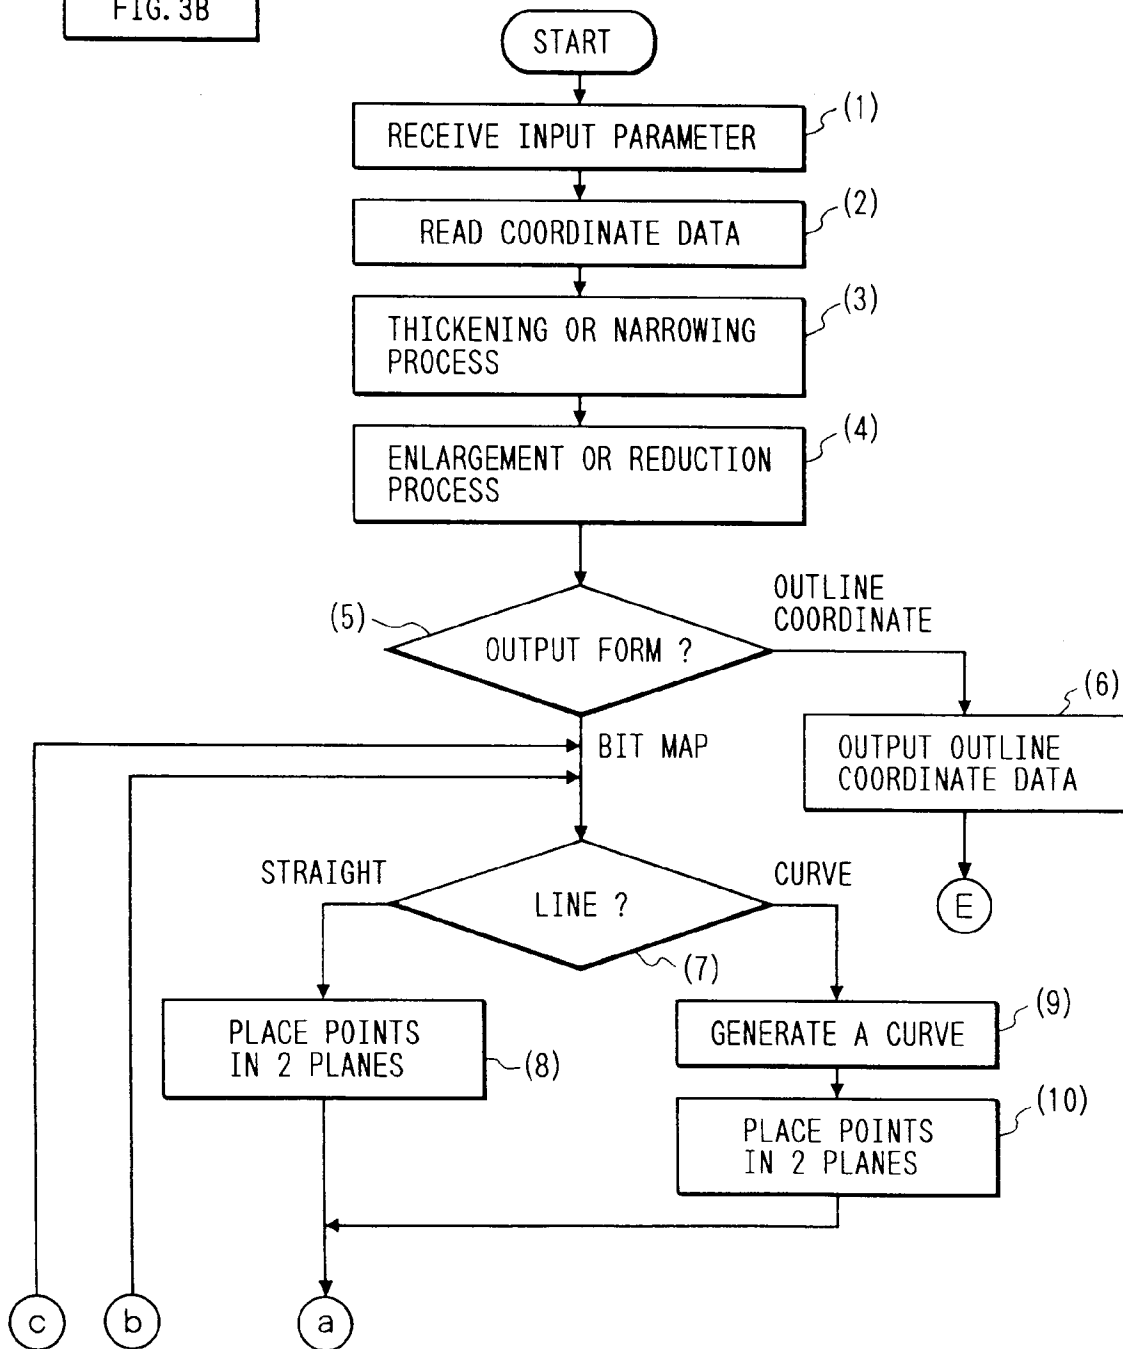 FIG. 3B
START
(1)
RECEIVE INPUT PARAMETER
(2)
READ COORDINATE DATA
(3)
THICKENING OR NARROWING
PROCESS
(4)
ENLARGEMENT OR REDUCTION
PROCESS
OUTLINE
COORDINATE
(5)
OUTPUT FORM ?
(6)
BIT MAP
OUTPUT OUTLINE
COORDINATE DATA
STRAIGHT
CURVE
LINE ?
E
(7)
PLACE POINTS
IN 2 PLANES
(8)
(9)
GENERATE A CURVE
(10)
PLACE POINTS
IN 2 PLANES
c
b
a